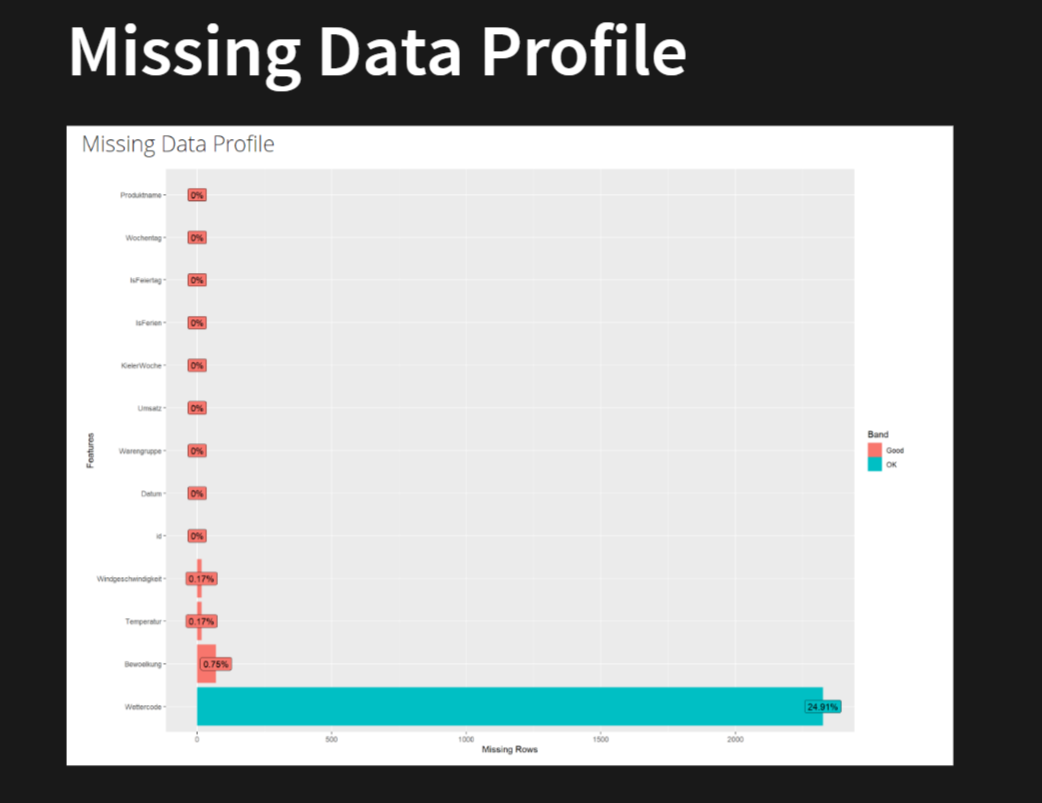 Missing Data Profile
Missing Data Profile
Produktname
0%
Wochentag
0%
IsFeiertag
0%
IsFerien
0%
KielerWoche
0%
Umsatz
0%
Warengruppe
0%
Datum
0%
id
0%
Windgeschwindigkeit
0.17%
Temperatur
0.17%
Bewoelkung
0.75%
Wettercode
24.91%
Features
Band
Good
OK
0 500 1000 1500 2000
Missing Rows